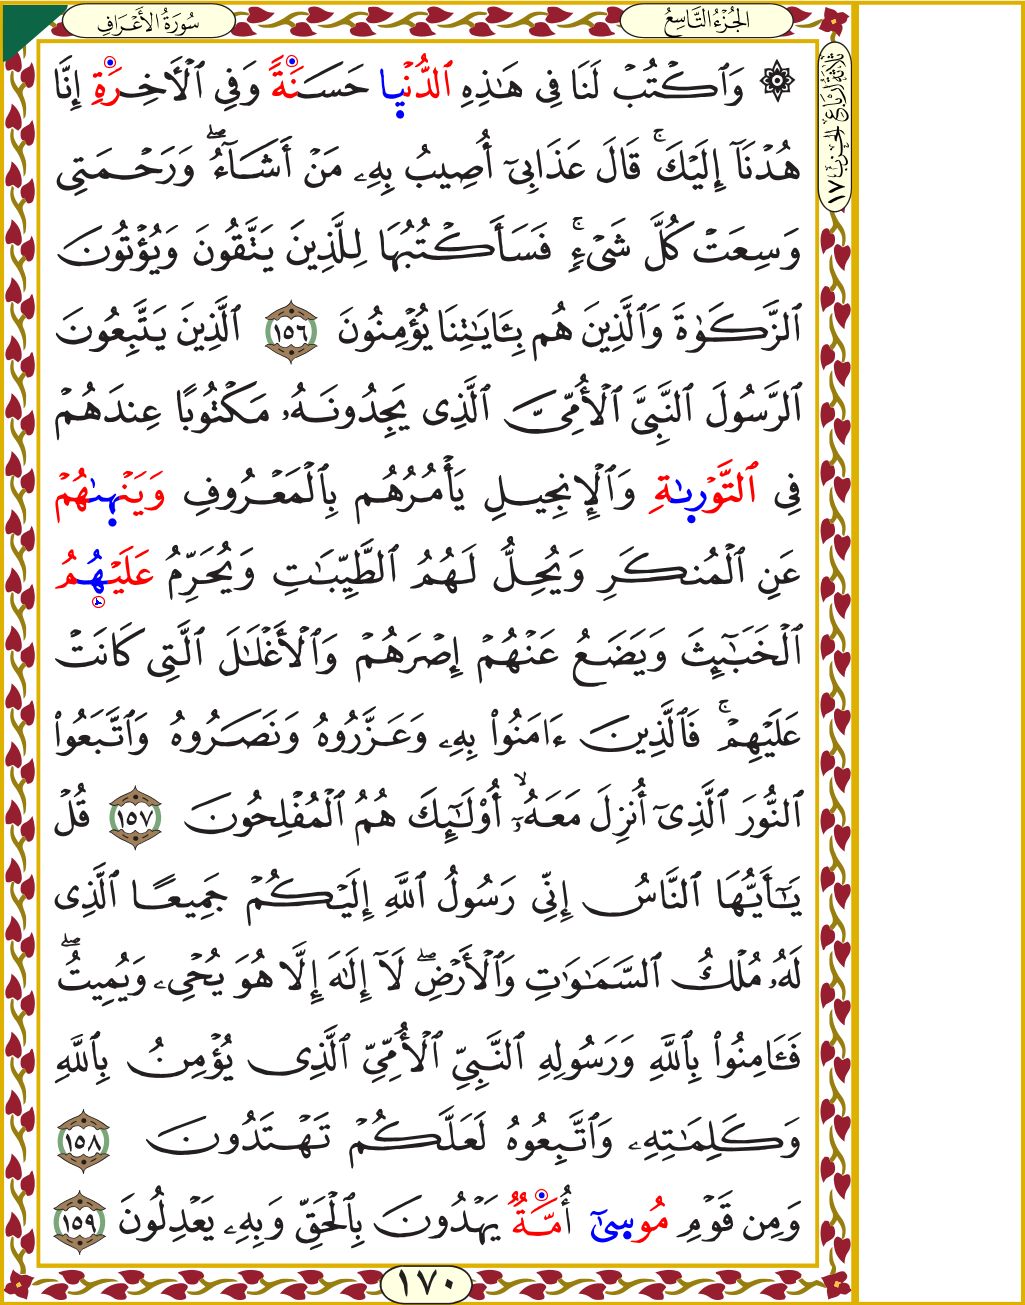 سُورَةُ الأَعْرَافِ
الجُزْءُ التَّاسِعُ
ثَلَاثَةُ أَرْبَاعِ الحِزْبِ ١٧
۞ وَٱكْتُبْ لَنَا فِى هَـٰذِهِ ٱلدُّنْيَا حَسَنَةً وَفِى ٱلْـَٔاخِرَةِ إِنَّا
هُدْنَآ إِلَيْكَ ۚ قَالَ عَذَابِىٓ أُصِيبُ بِهِۦ مَنْ أَشَآءُ ۖ وَرَحْمَتِى
وَسِعَتْ كُلَّ شَىْءٍ ۚ فَسَأَكْتُبُهَا لِلَّذِينَ يَتَّقُونَ وَيُؤْتُونَ
ٱلزَّكَوٰةَ وَٱلَّذِينَ هُم بِـَٔايَـٰتِنَا يُؤْمِنُونَ ١٥٦ ٱلَّذِينَ يَتَّبِعُونَ
ٱلرَّسُولَ ٱلنَّبِىَّ ٱلْأُمِّىَّ ٱلَّذِى يَجِدُونَهُۥ مَكْتُوبًا عِندَهُمْ
فِى ٱلتَّوْرَىٰةِ وَٱلْإِنجِيلِ يَأْمُرُهُم بِٱلْمَعْرُوفِ وَيَنْهَىٰهُمْ
عَنِ ٱلْمُنكَرِ وَيُحِلُّ لَهُمُ ٱلطَّيِّبَـٰتِ وَيُحَرِّمُ عَلَيْهُمُ
ٱلْخَبَـٰٓئِثَ وَيَضَعُ عَنْهُمْ إِصْرَهُمْ وَٱلْأَغْلَـٰلَ ٱلَّتِى كَانَتْ
عَلَيْهِمْ ۚ فَٱلَّذِينَ ءَامَنُوا۟ بِهِۦ وَعَزَّرُوهُ وَنَصَرُوهُ وَٱتَّبَعُوا۟
ٱلنُّورَ ٱلَّذِىٓ أُنزِلَ مَعَهُۥٓ ۙ أُو۟لَـٰٓئِكَ هُمُ ٱلْمُفْلِحُونَ ١٥٧ قُلْ
يَـٰٓأَيُّهَا ٱلنَّاسُ إِنِّى رَسُولُ ٱللَّهِ إِلَيْكُمْ جَمِيعًا ٱلَّذِى
لَهُۥ مُلْكُ ٱلسَّمَـٰوَٰتِ وَٱلْأَرْضِ ۖ لَآ إِلَـٰهَ إِلَّا هُوَ يُحْىِۦ وَيُمِيتُ ۖ
فَـَٔامِنُوا۟ بِٱللَّهِ وَرَسُولِهِ ٱلنَّبِىِّ ٱلْأُمِّىِّ ٱلَّذِى يُؤْمِنُ بِٱللَّهِ
وَكَلِمَـٰتِهِۦ وَٱتَّبِعُوهُ لَعَلَّكُمْ تَهْتَدُونَ ١٥٨
وَمِن قَوْمِ مُوسَىٰٓ أُمَّةٌ يَهْدُونَ بِٱلْحَقِّ وَبِهِۦ يَعْدِلُونَ ١٥٩
١٧٠